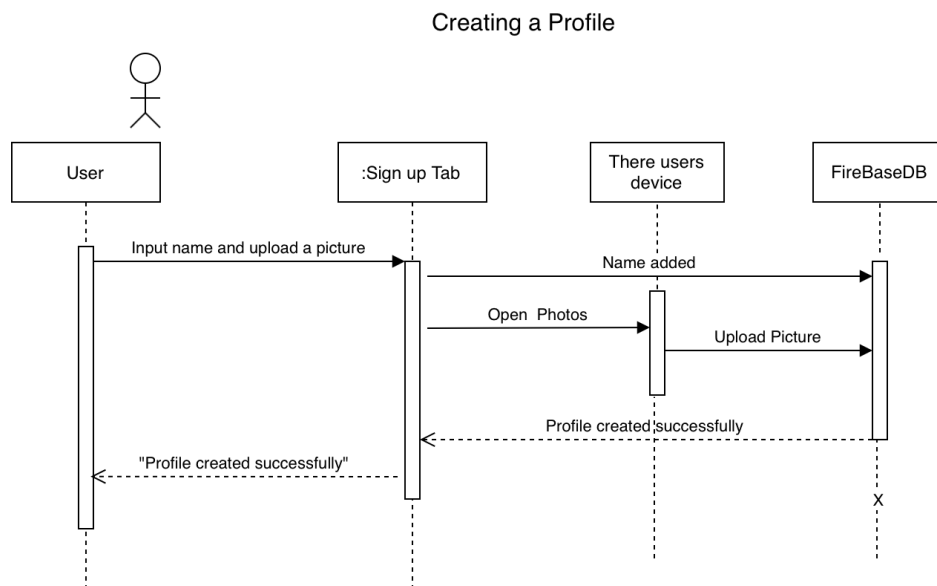 Creating a Profile
User
:Sign up Tab
There users
device
FireBaseDB
Input name and upload a picture
Name added
Open Photos
Upload Picture
Profile created successfully
"Profile created successfully"
X